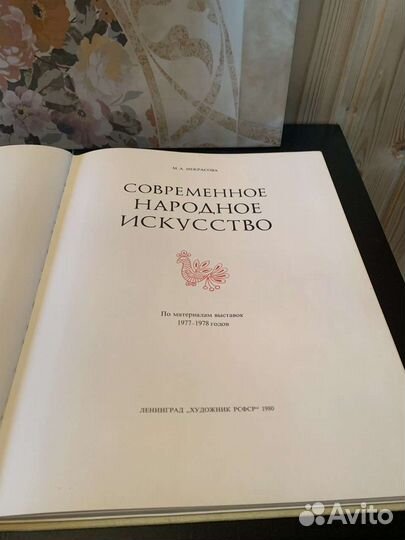 М.А. НЕКРАСОВА
СОВРЕМЕННОЕ
НАРОДНОЕ
ИСКУССТВО
По материалам выставок
1977–1978 годов
ЛЕНИНГРАД „ХУДОЖНИК РСФСР" 1980
Avito